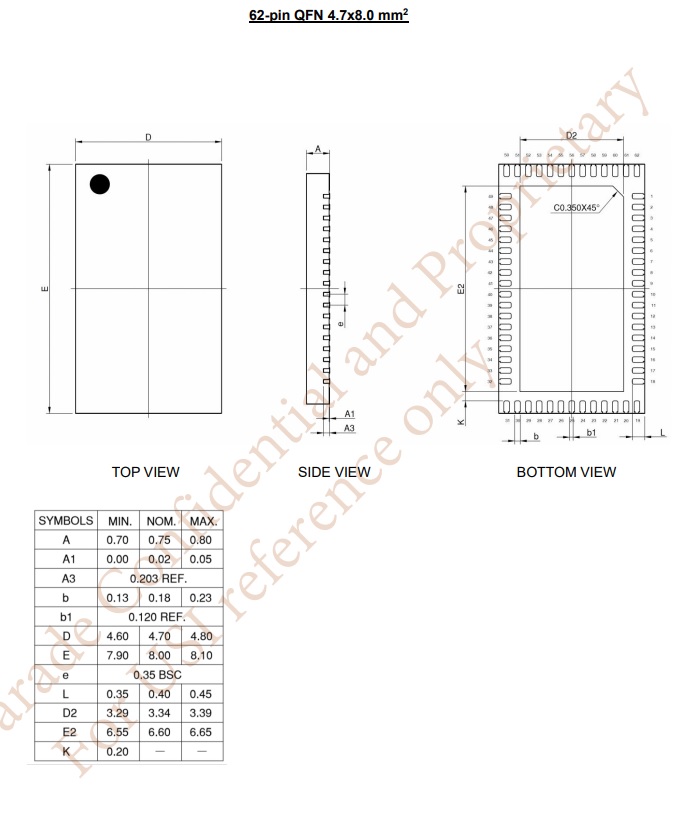 62-pin QFN 4.7x8.0 mm²
D
A
D2
C0.350X45°
E
e
E2
A1
A3
K
b
b1
L
TOP VIEW
SIDE VIEW
BOTTOM VIEW
SYMBOLS MIN. NOM. MAX.
A 0.70 0.75 0.80
A1 0.00 0.02 0.05
A3 0.203 REF.
b 0.13 0.18 0.23
b1 0.120 REF.
D 4.60 4.70 4.80
E 7.90 8.00 8.10
e 0.35 BSC
L 0.35 0.40 0.45
D2 3.29 3.34 3.39
E2 6.55 6.60 6.65
K 0.20 — —
arade Confidential and Proprietary
For USI reference only